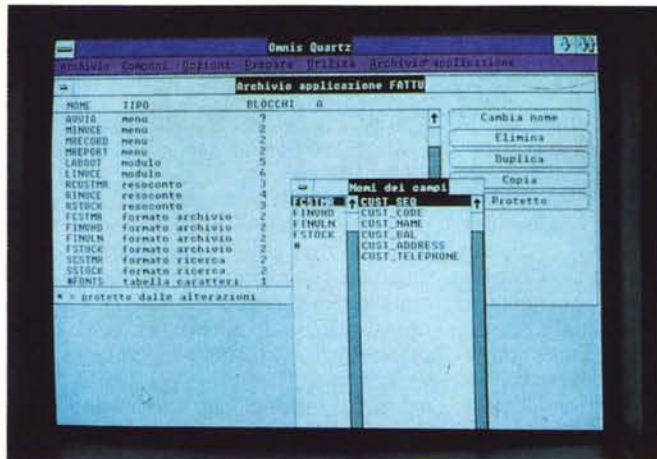 Omnis Quartz
Archivio Componi Opzioni Prepara Utilità Archivio applicazione
Archivio applicazione FATTU
NOME TIPO BLOCCHI A
AVVIA menu 9
MINVCE menu 2
MRECORD menu 2
MREPORT menu 2
LABOUT modulo 5
LINVCE modulo 6
RCUSTMR resoconto 3
RINVCE resoconto 4
RSTOCK resoconto 3
FCSTMR formato archivio 2
FINVHD formato archivio 2
FINVLN formato archivio 2
FSTOCK formato archivio 2
SCSTMR formato ricerca 2
SSTOCK formato ricerca 2
#FONTS tabella caratteri 1
* = protetto dalle alterazioni
Cambia nome
Elimina
Duplica
Copia
Protetto
Nomi dei campi
FCSTMR CUST_SEQ
FINVHD CUST_CODE
FINVLN CUST_NAME
FSTOCK CUST_BAL
# CUST_ADDRESS
CUST_TELEPHONE